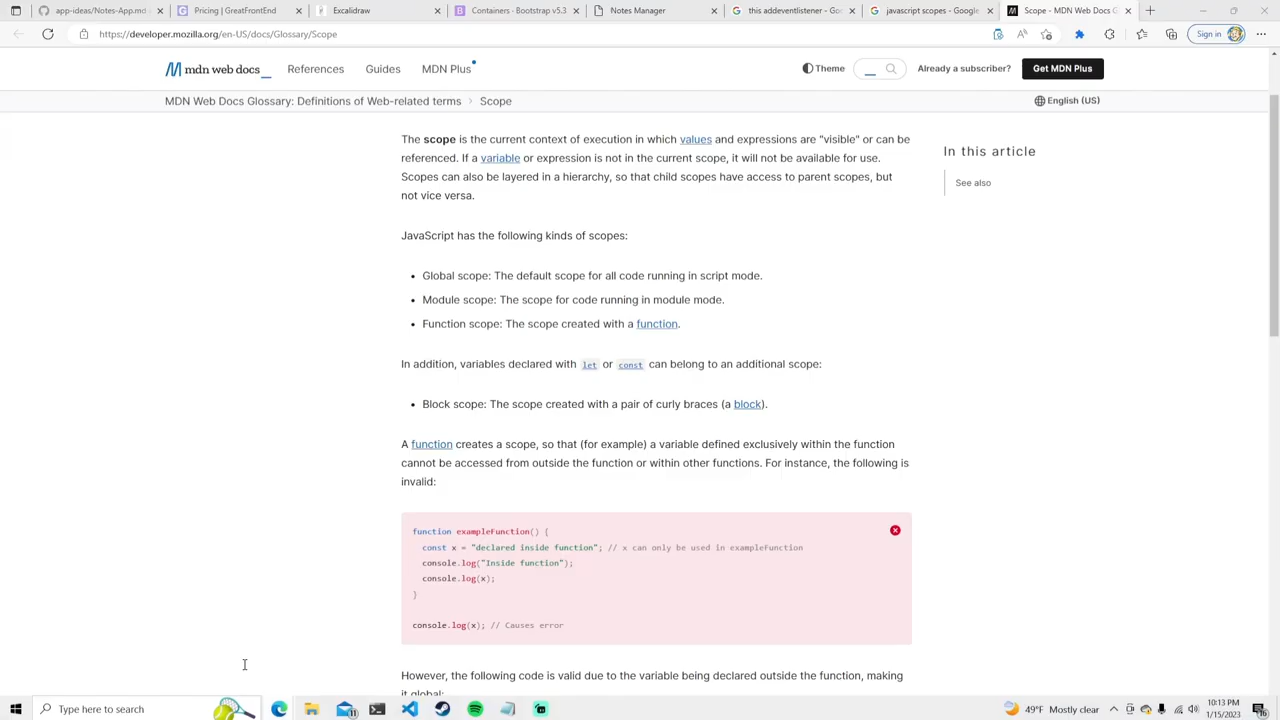 app-ideas/Notes-App.md
Pricing | GreatFrontEnd
Excalidraw
Containers · Bootstrap v5.3
Notes Manager
this addeventlistener - Go
javascript scopes - Google
Scope - MDN Web Docs G
https://developer.mozilla.org/en-US/docs/Glossary/Scope
Sign in
mdn web docs
References
Guides
MDN Plus
Theme
Already a subscriber?
Get MDN Plus
MDN Web Docs Glossary: Definitions of Web-related terms › Scope
English (US)
The scope is the current context of execution in which values and expressions are "visible" or can be
referenced. If a variable or expression is not in the current scope, it will not be available for use.
Scopes can also be layered in a hierarchy, so that child scopes have access to parent scopes, but
not vice versa.
In this article
See also
JavaScript has the following kinds of scopes:
• Global scope: The default scope for all code running in script mode.
• Module scope: The scope for code running in module mode.
• Function scope: The scope created with a function.
In addition, variables declared with let or const can belong to an additional scope:
• Block scope: The scope created with a pair of curly braces (a block).
A function creates a scope, so that (for example) a variable defined exclusively within the function
cannot be accessed from outside the function or within other functions. For instance, the following is
invalid:
function exampleFunction() {
const x = "declared inside function"; // x can only be used in exampleFunction
console.log("Inside function");
console.log(x);
}
console.log(x); // Causes error
However, the following code is valid due to the variable being declared outside the function, making
it global:
Type here to search
49°F Mostly clear
10:13 PM
1/15/2023